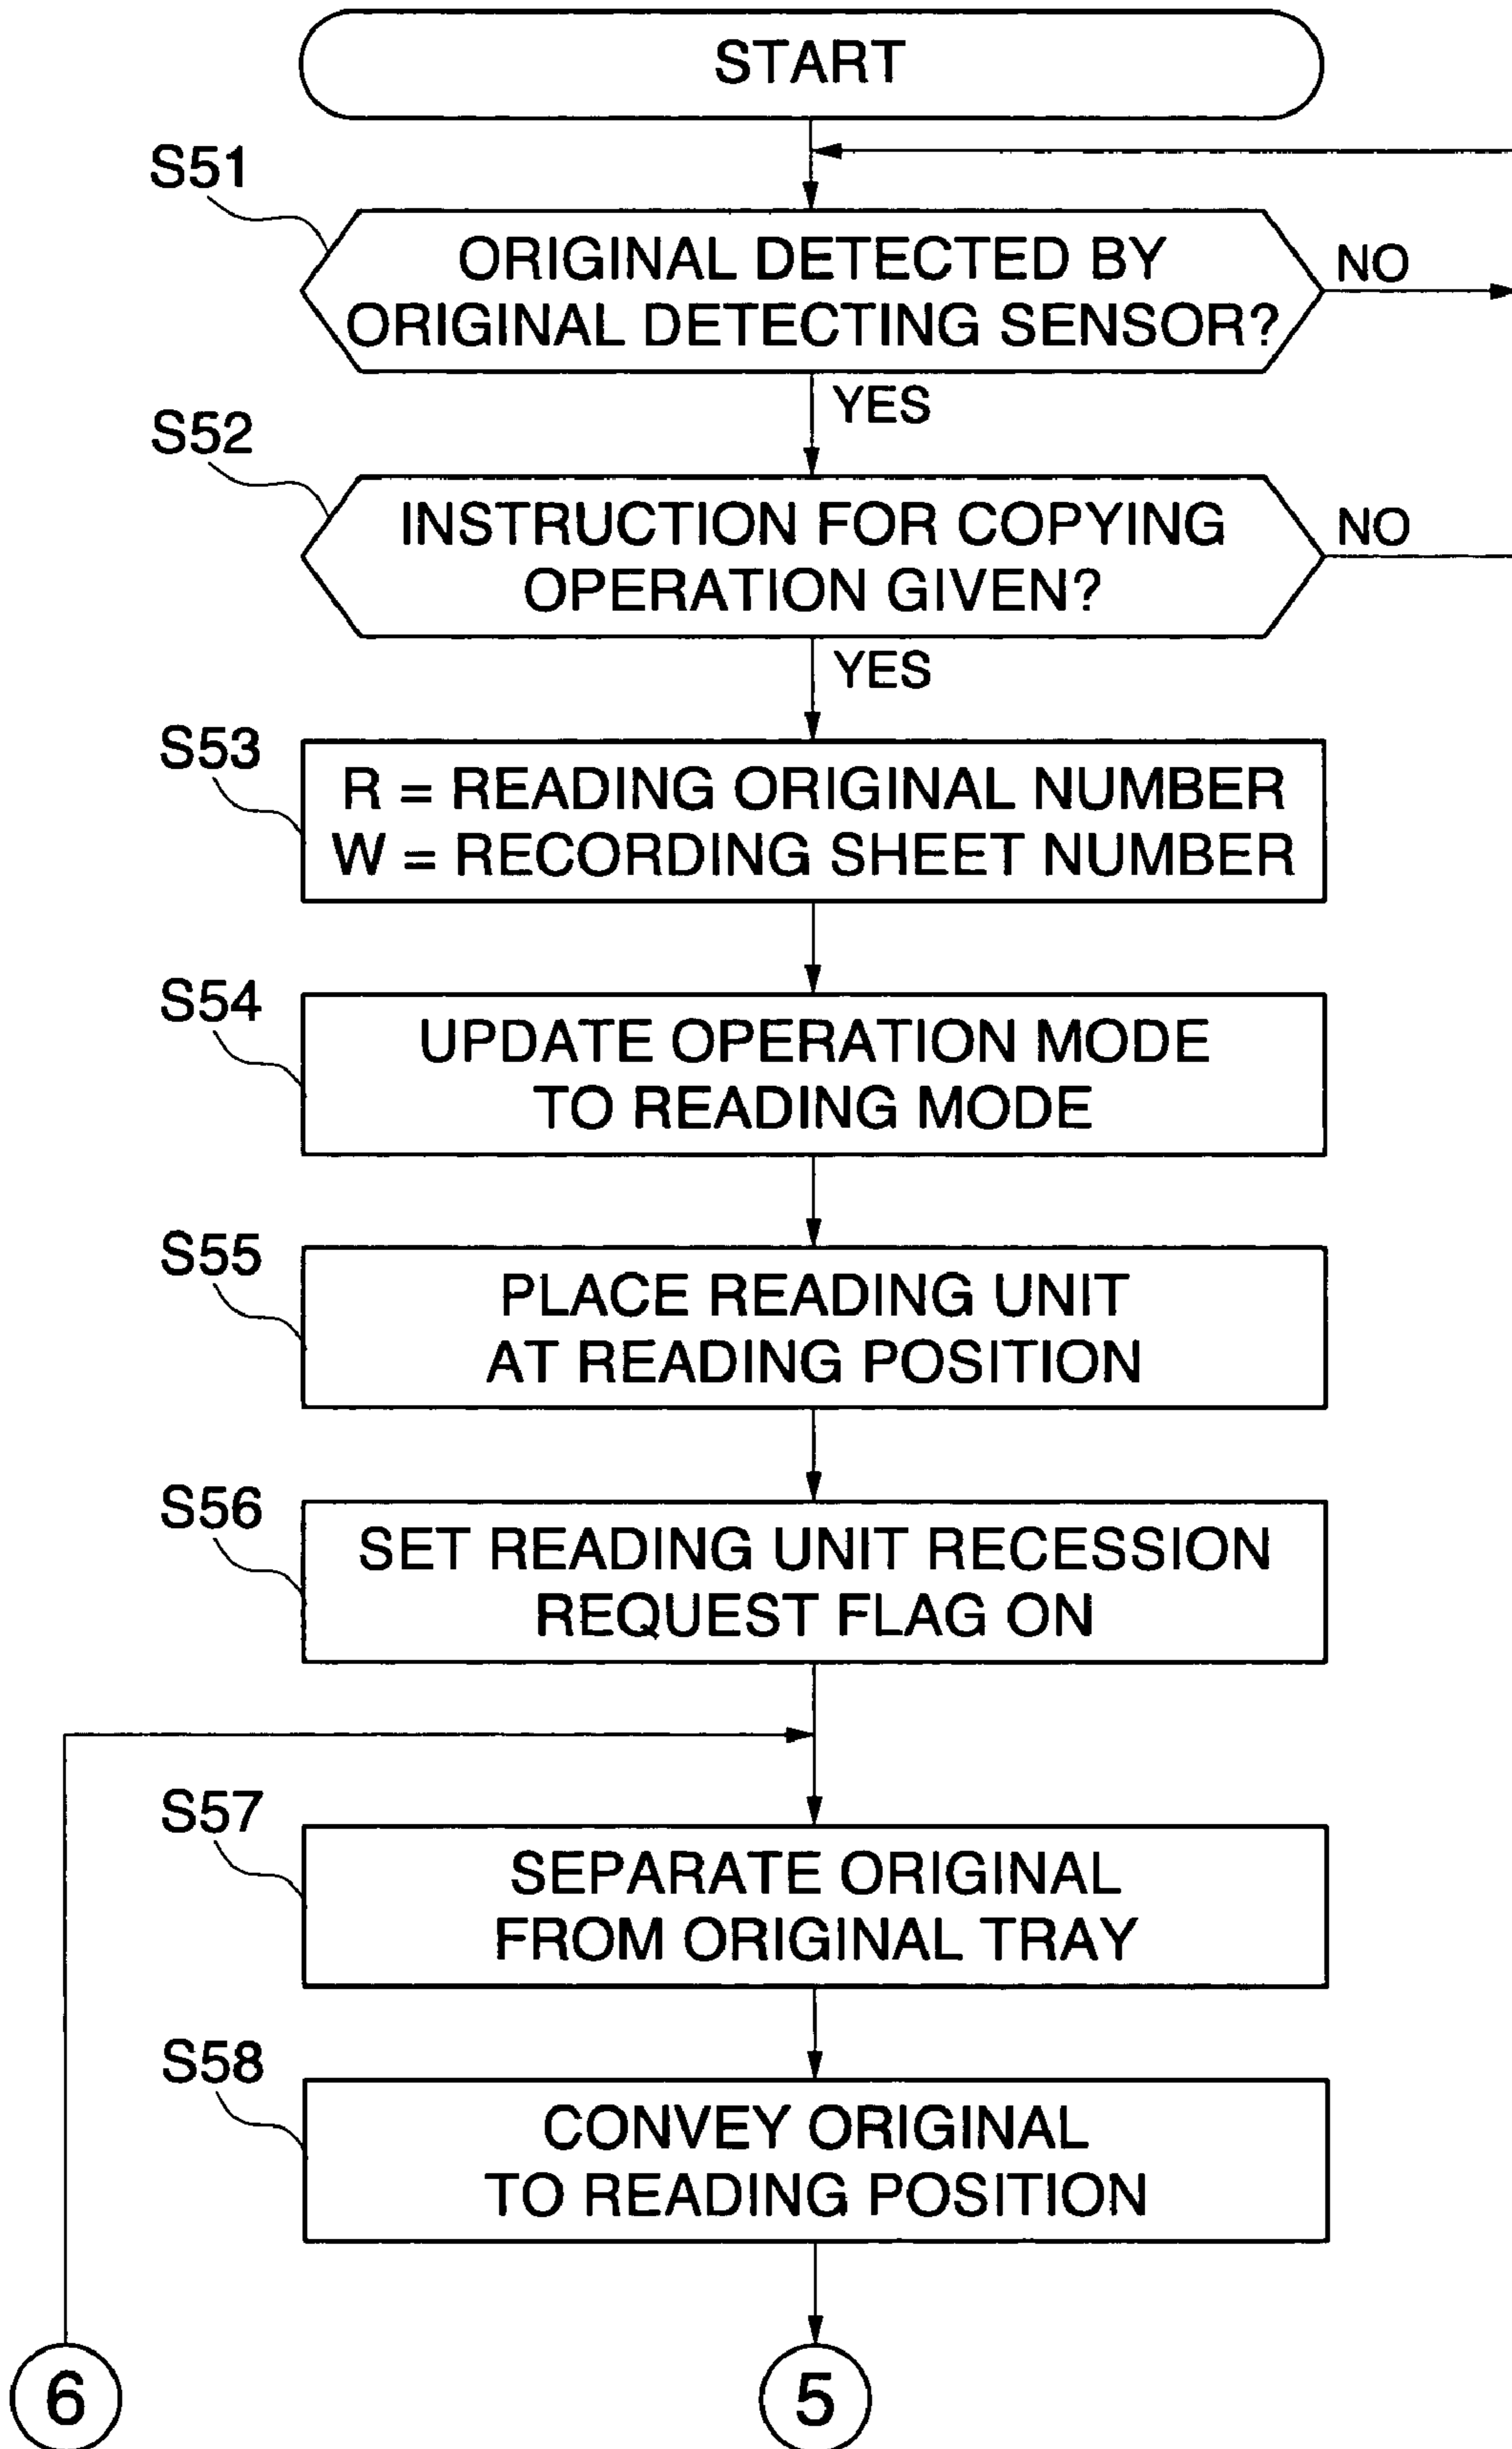 START
S51
ORIGINAL DETECTED BY
ORIGINAL DETECTING SENSOR?
NO
YES
S52
INSTRUCTION FOR COPYING
OPERATION GIVEN?
NO
YES
S53
R = READING ORIGINAL NUMBER
W = RECORDING SHEET NUMBER
S54
UPDATE OPERATION MODE
TO READING MODE
S55
PLACE READING UNIT
AT READING POSITION
S56
SET READING UNIT RECESSION
REQUEST FLAG ON
S57
SEPARATE ORIGINAL
FROM ORIGINAL TRAY
S58
CONVEY ORIGINAL
TO READING POSITION
6
5